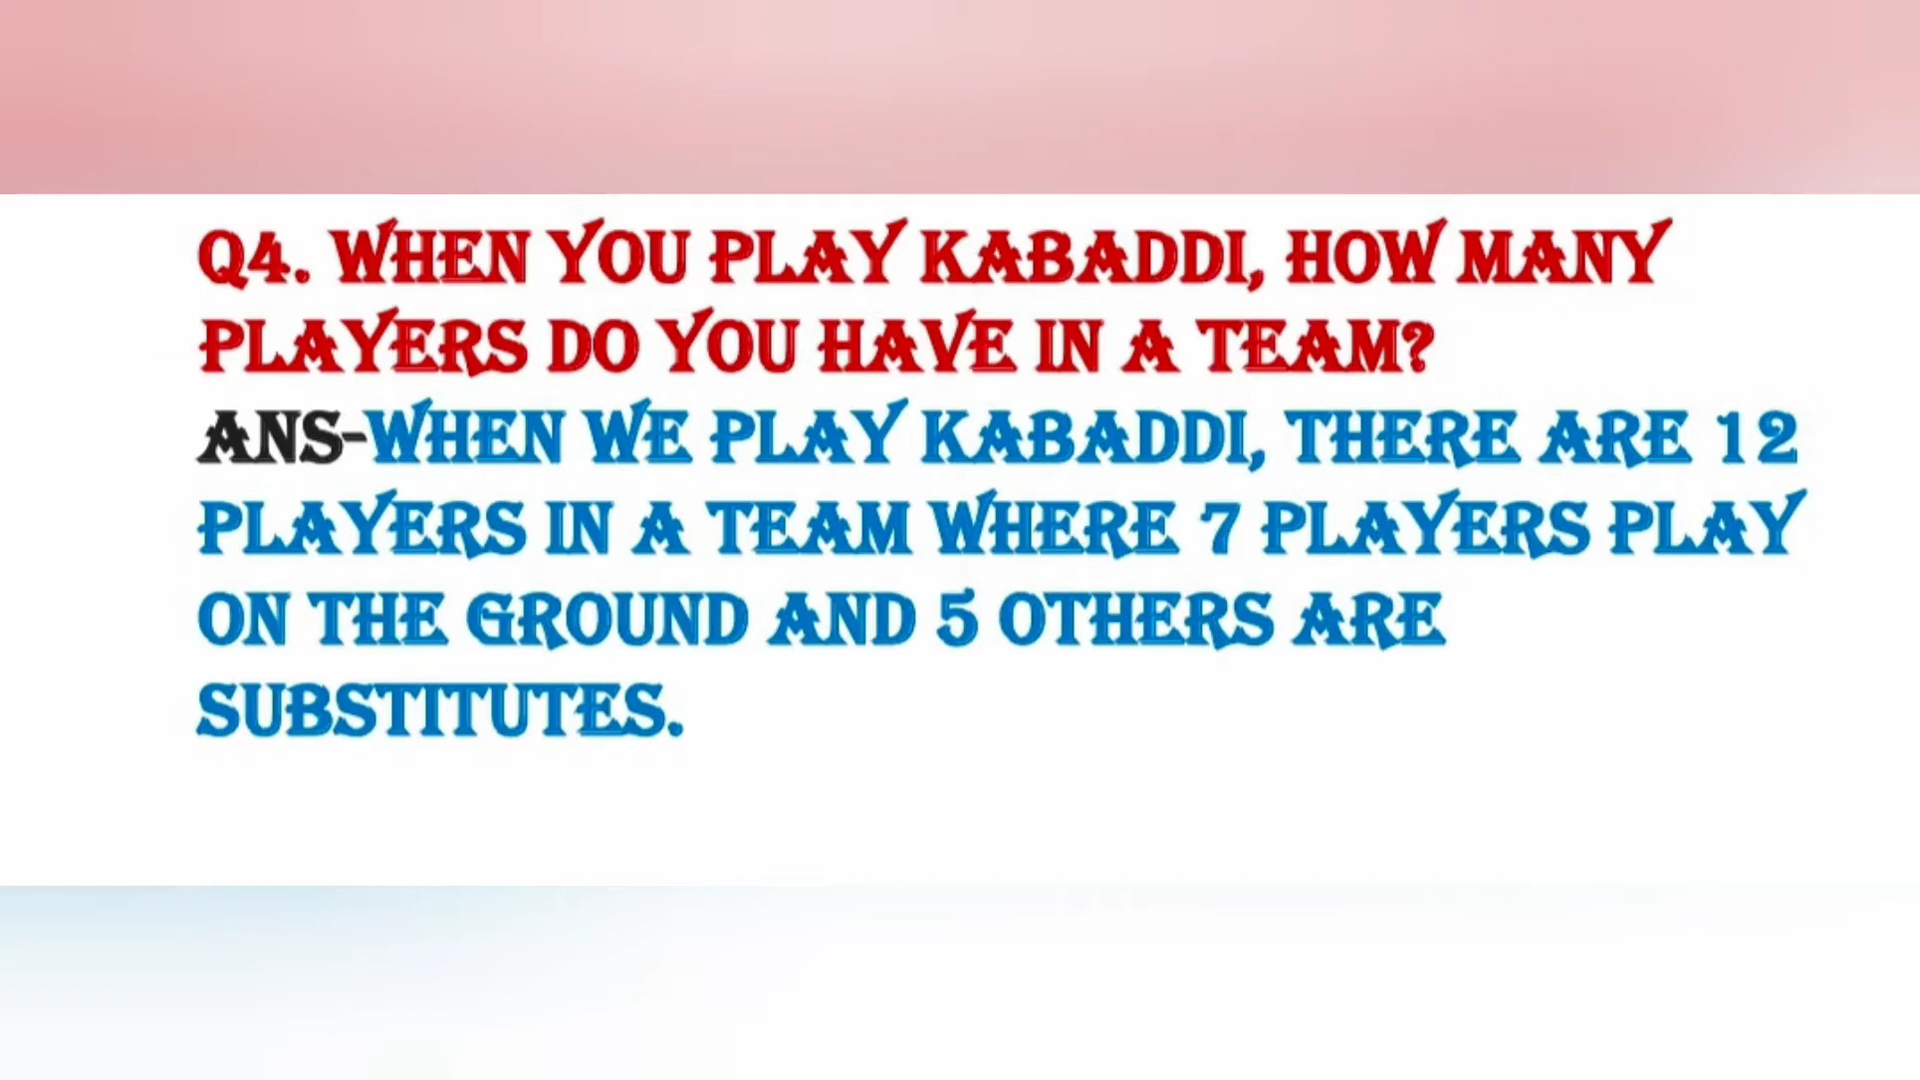 Q4. WHEN YOU PLAY KABADDI, HOW MANY
PLAYERS DO YOU HAVE IN A TEAM?
ANS-WHEN WE PLAY KABADDI, THERE ARE 12
PLAYERS IN A TEAM WHERE 7 PLAYERS PLAY
ON THE GROUND AND 5 OTHERS ARE
SUBSTITUTES.